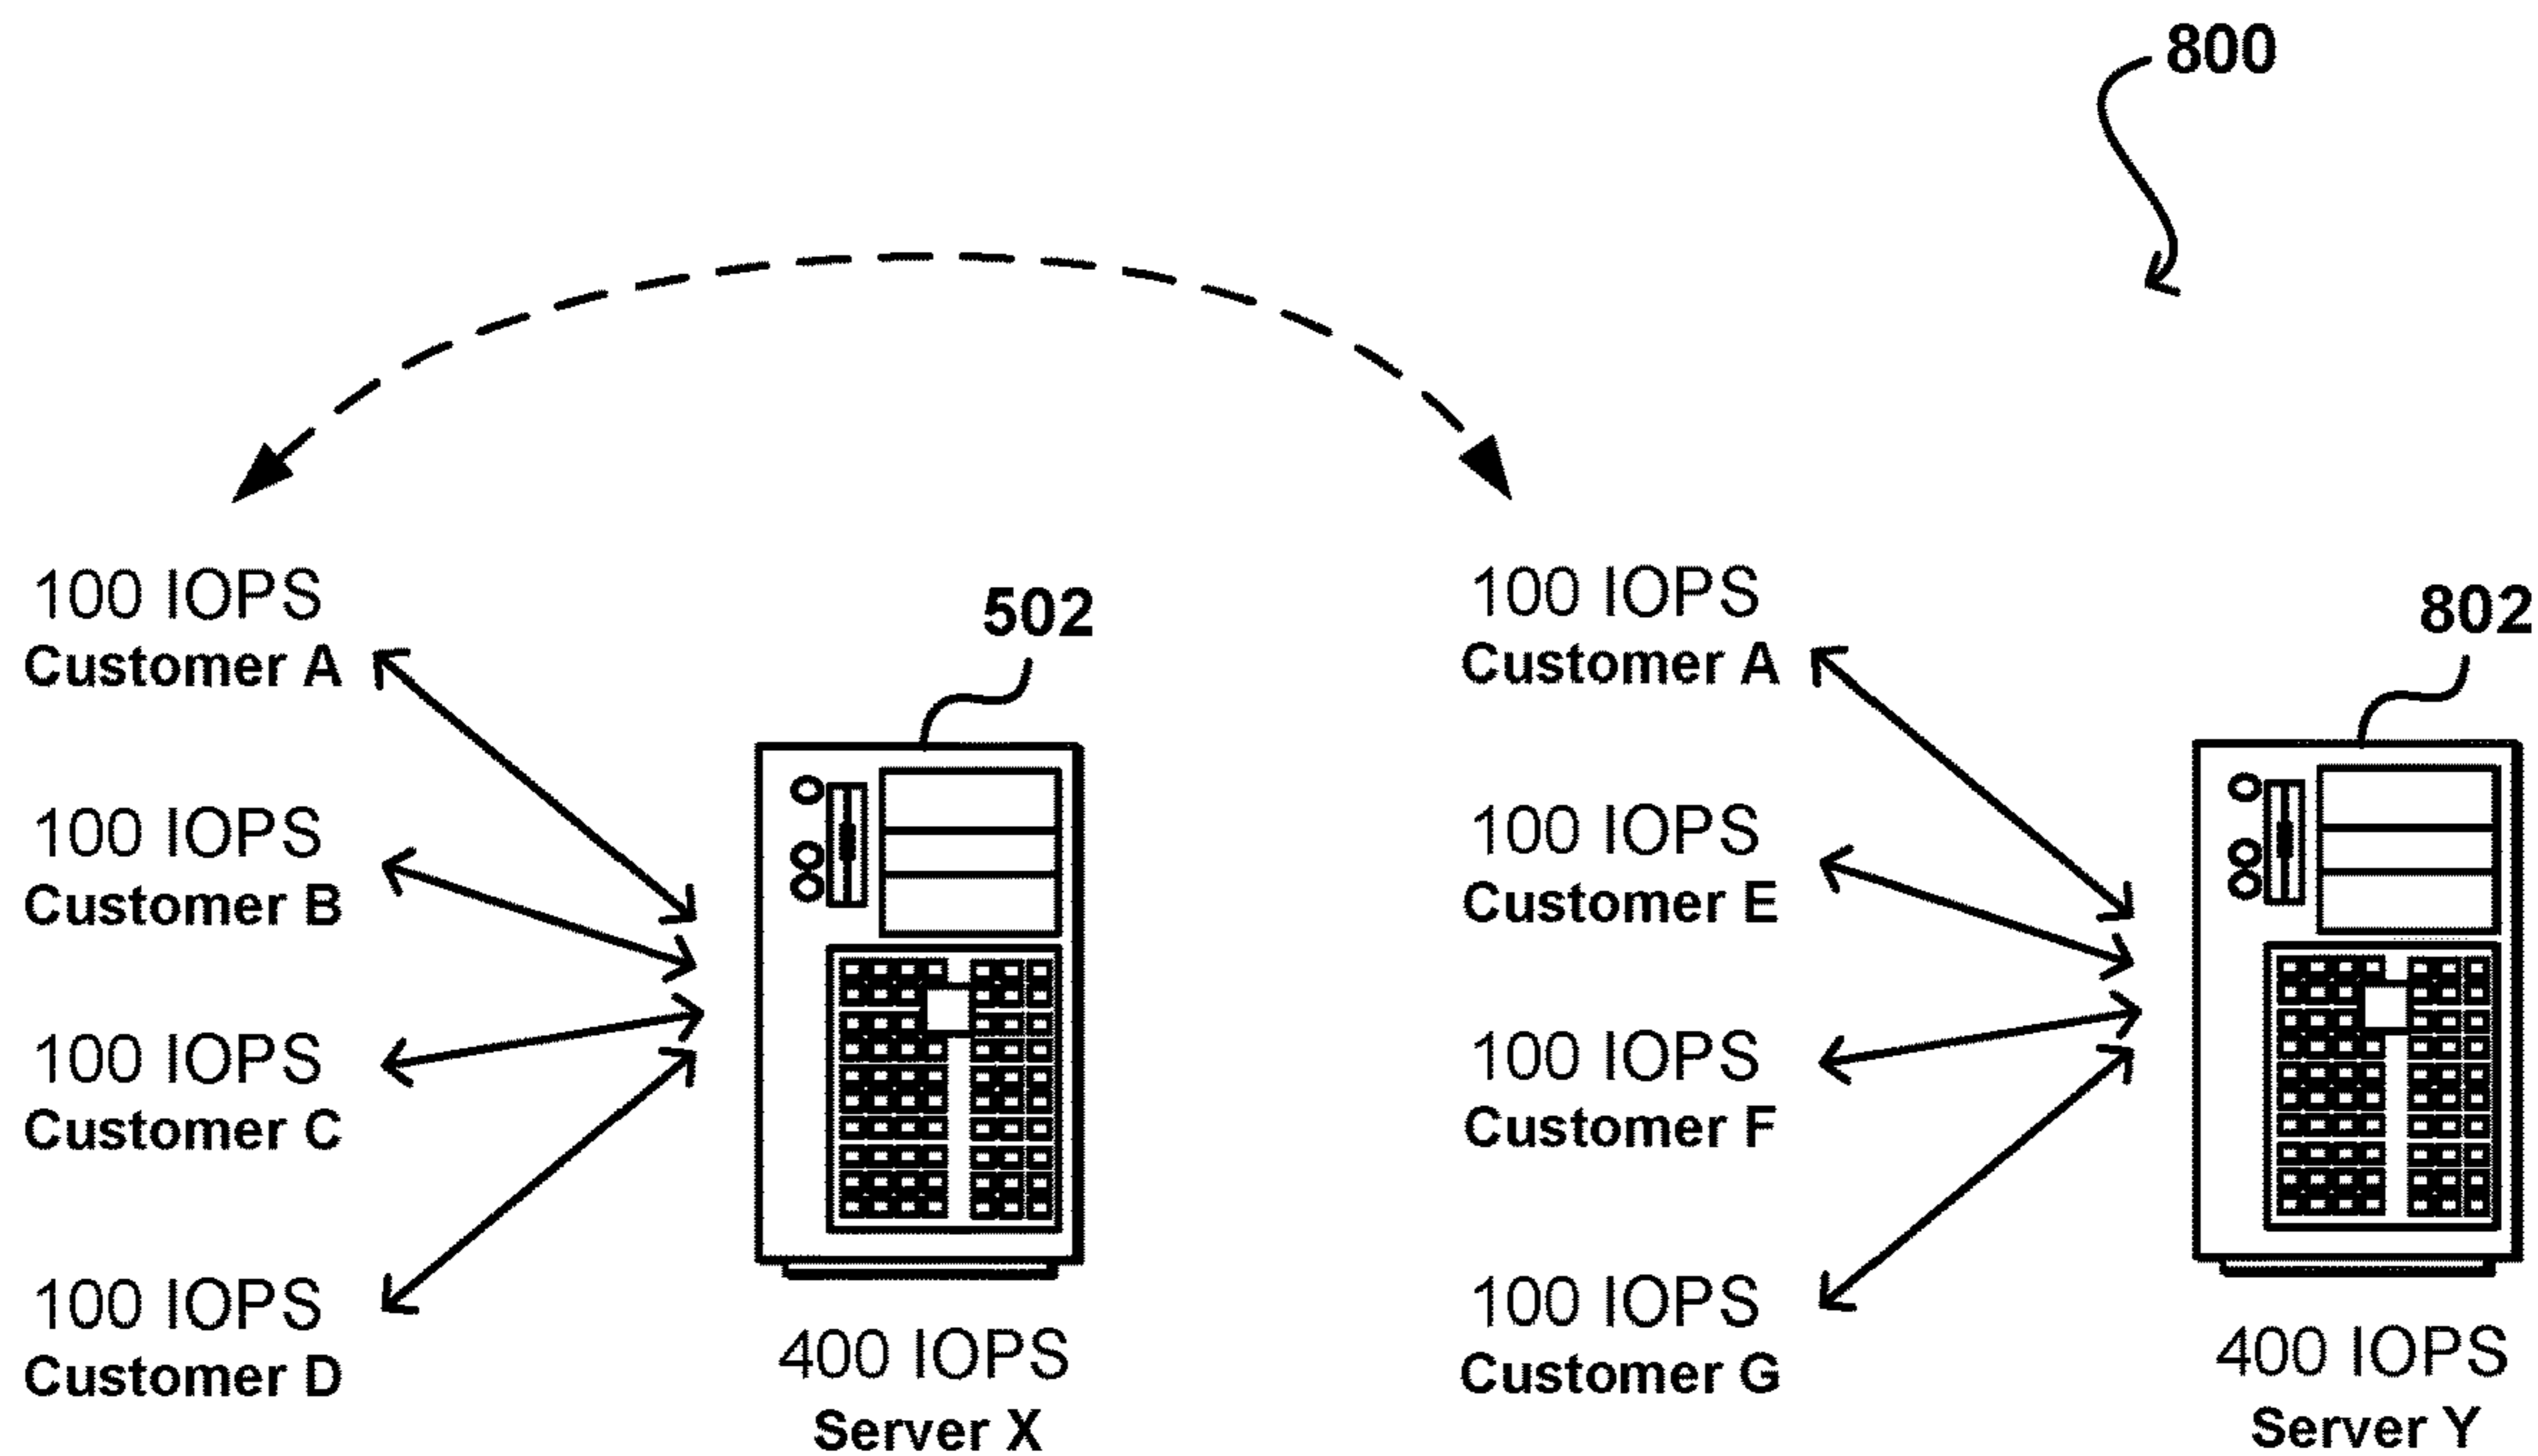 800
100 IOPS
Customer A
502
100 IOPS
Customer B
100 IOPS
Customer C
100 IOPS
Customer D
400 IOPS
Server X
100 IOPS
Customer A
802
100 IOPS
Customer E
100 IOPS
Customer F
100 IOPS
Customer G
400 IOPS
Server Y